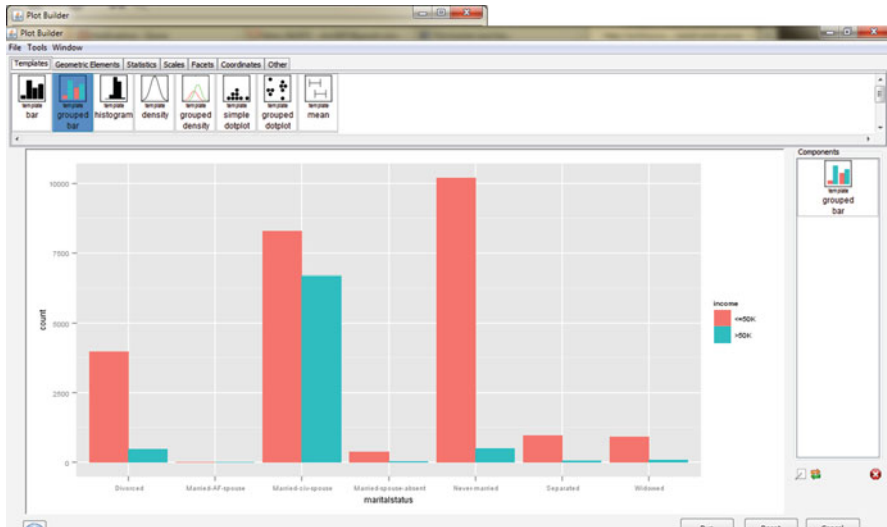 Plot Builder
Plot Builder
File Tools Window
Templates Geometric Elements Statistics Scales Facets Coordinates Other
template template template template template template template template
bar grouped bar histogram density grouped density simple dotplot grouped dotplot mean
Components
template
grouped
bar
10000
7500
5000
2500
0
count
income
<=50K
>50K
Divorced Married-AF-spouse Married-civ-spouse Married-spouse-absent Never-married Separated Widowed
maritalstatus